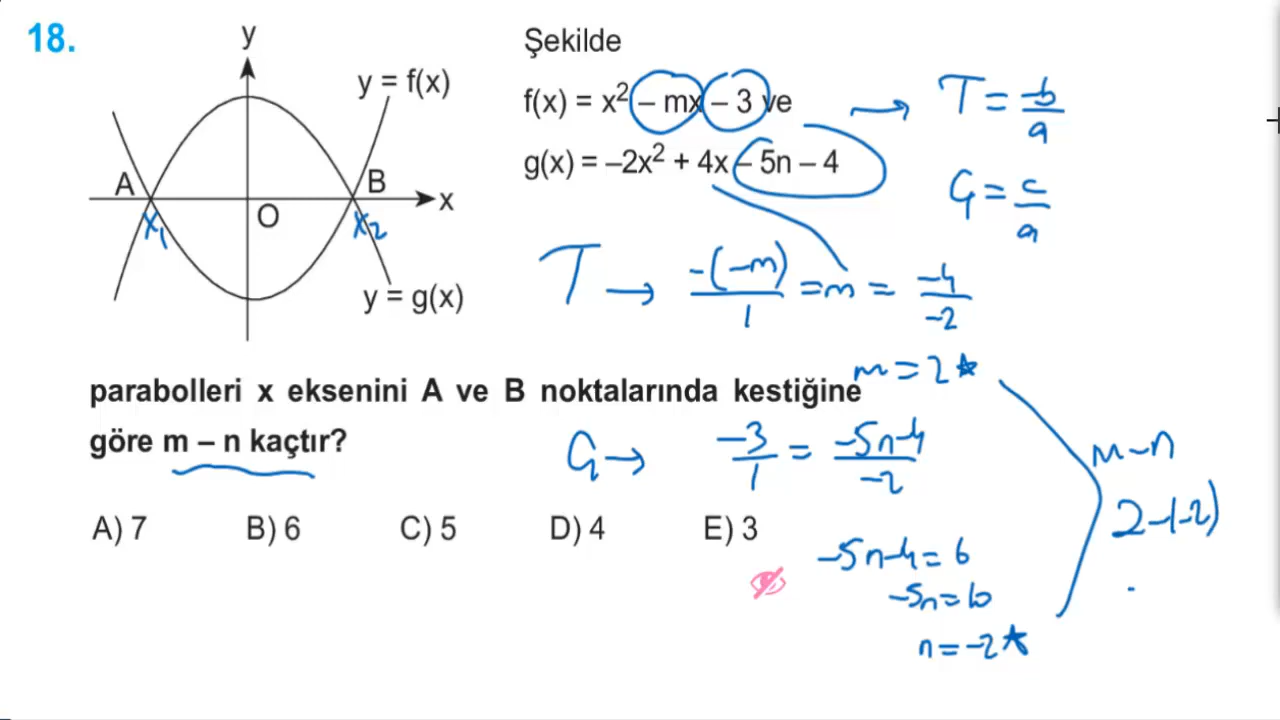 18.
y
y = f(x)
A
B
x
O
x₁
x₂
y = g(x)
Şekilde
f(x) = x² – mx – 3 ve
g(x) = –2x² + 4x – 5n – 4
→ T = -b/a
Ç = c/a
T → -(-m)/1 = m = -4/-2
m = 2*
parabolleri x eksenini A ve B noktalarında kestiğine
göre m – n kaçtır?
Ç → -3/1 = -5n-4/-2
-5n-4 = 6
-5n = 10
n = -2*
m-n
2-(-2)
A) 7 B) 6 C) 5 D) 4 E) 3